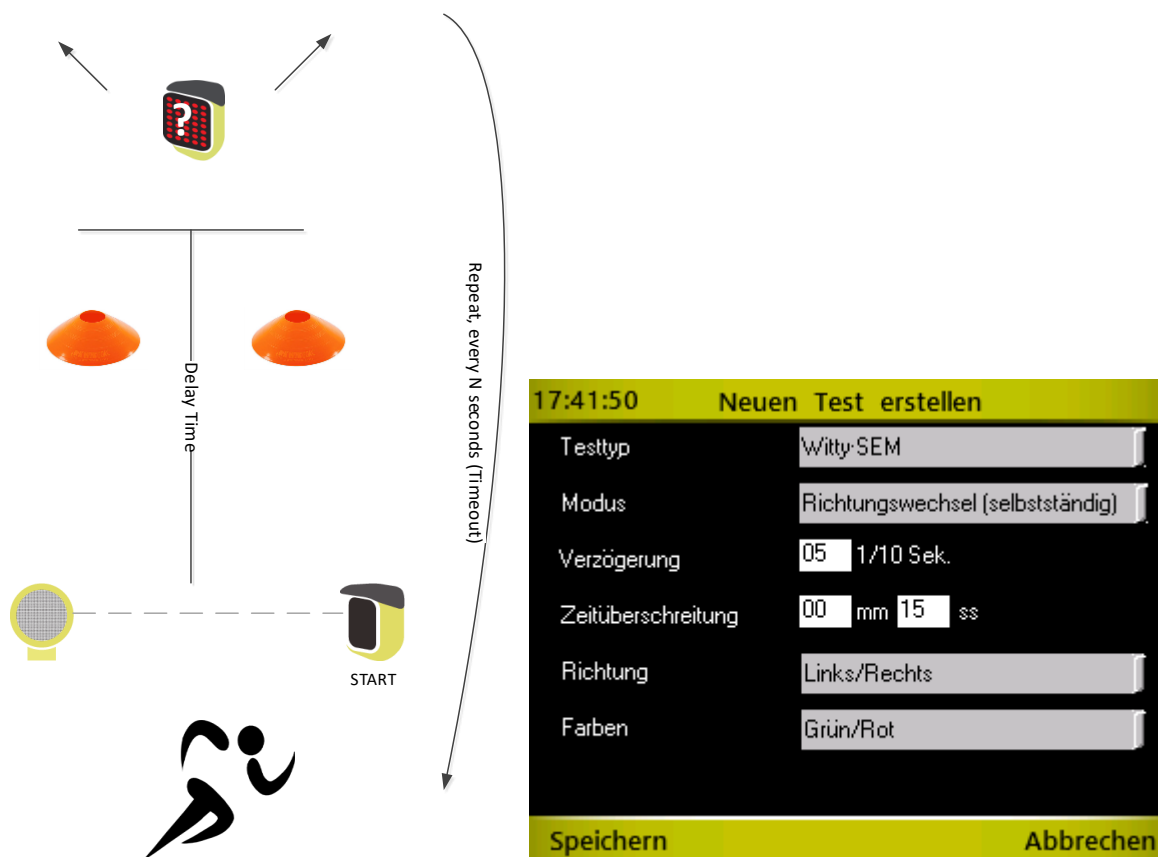 ?
Delay Time
Repeat, every N seconds (Timeout)
START
17:41:50 Neuen Test erstellen
Testtyp Witty·SEM
Modus Richtungswechsel (selbstständig)
Verzögerung 05 1/10 Sek.
Zeitüberschreitung 00 mm 15 ss
Richtung Links/Rechts
Farben Grün/Rot
Speichern Abbrechen